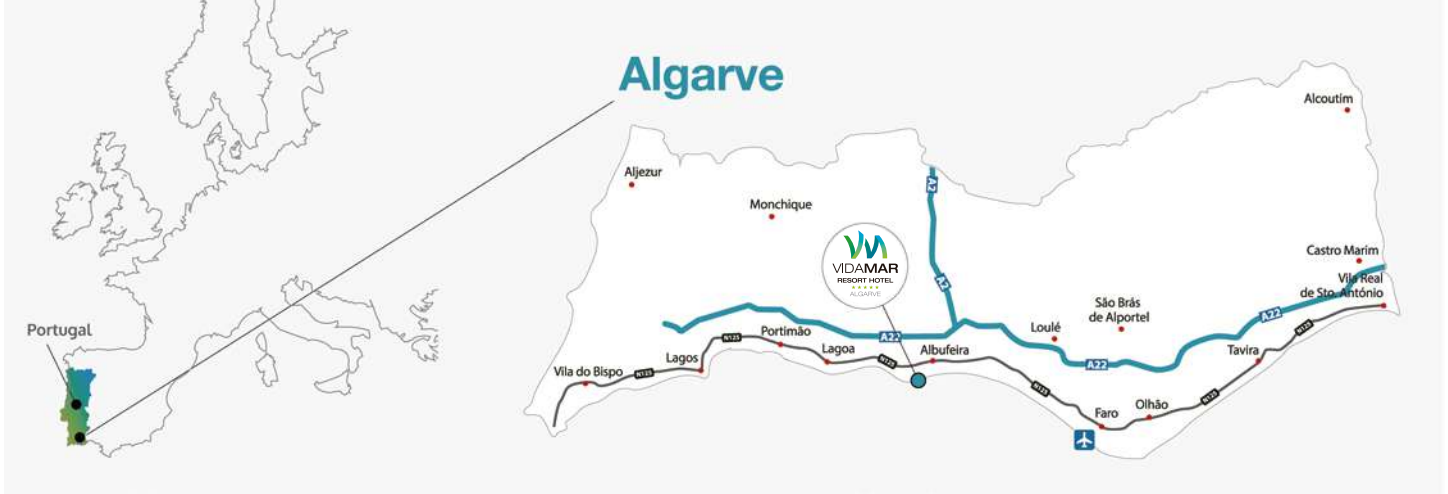 Algarve
Portugal
Alcoutim
Aljezur
Monchique
A2
VIDAMAR
RESORT HOTEL
ALGARVE
A2
Castro Marim
Vila Real
de Sto. António
São Brás
de Alportel
Loulé
A22
N125
Portimão
A22
Lagoa
Albufeira
N125
N125
Lagos
Vila do Bispo
N125
A22
Tavira
N125
N125
Faro
Olhão